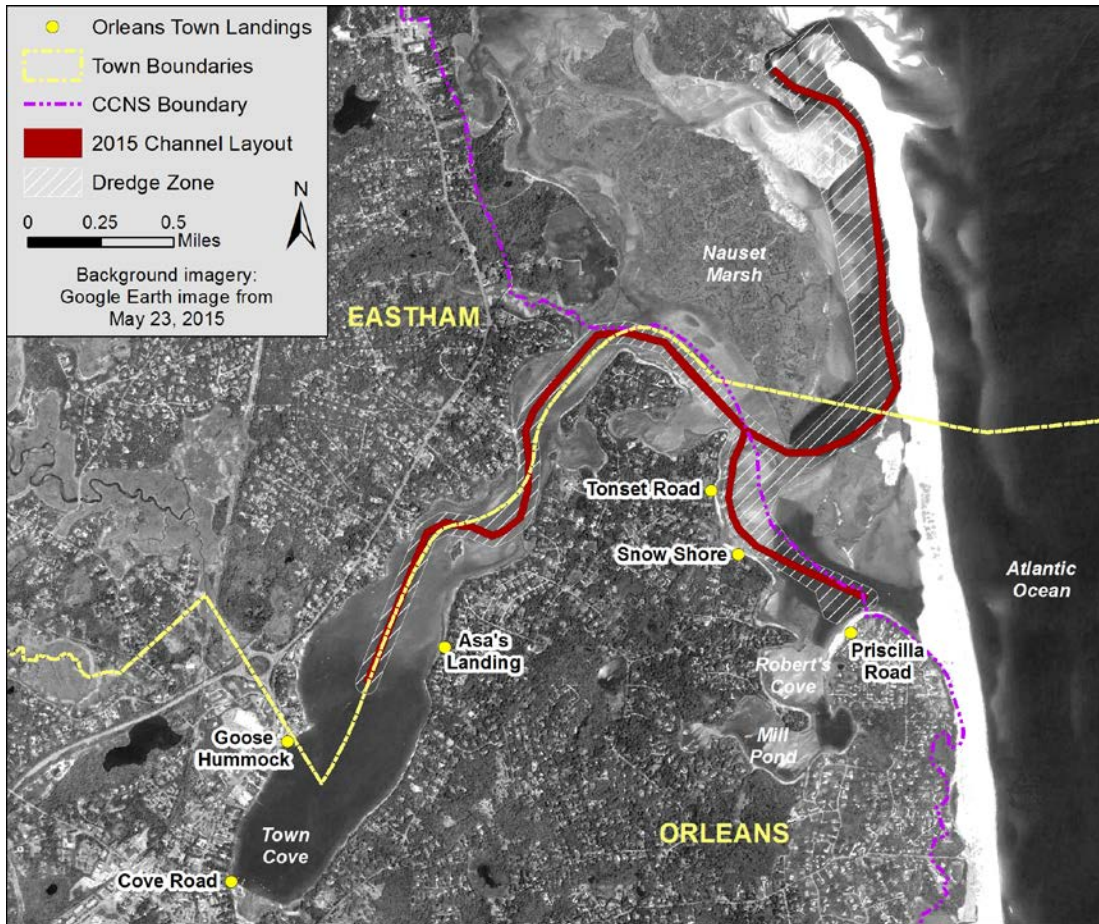 Orleans Town Landings
Town Boundaries
CCNS Boundary
2015 Channel Layout
Dredge Zone
N
0 0.25 0.5
Miles
Background imagery:
Google Earth image from
May 23, 2015
Nauset
Marsh
EASTHAM
Tonset Road
Snow Shore
Atlantic
Ocean
Asa's
Landing
Priscilla
Road
Robert's
Cove
Goose
Hummock
Mill
Pond
Town
Cove
ORLEANS
Cove Road